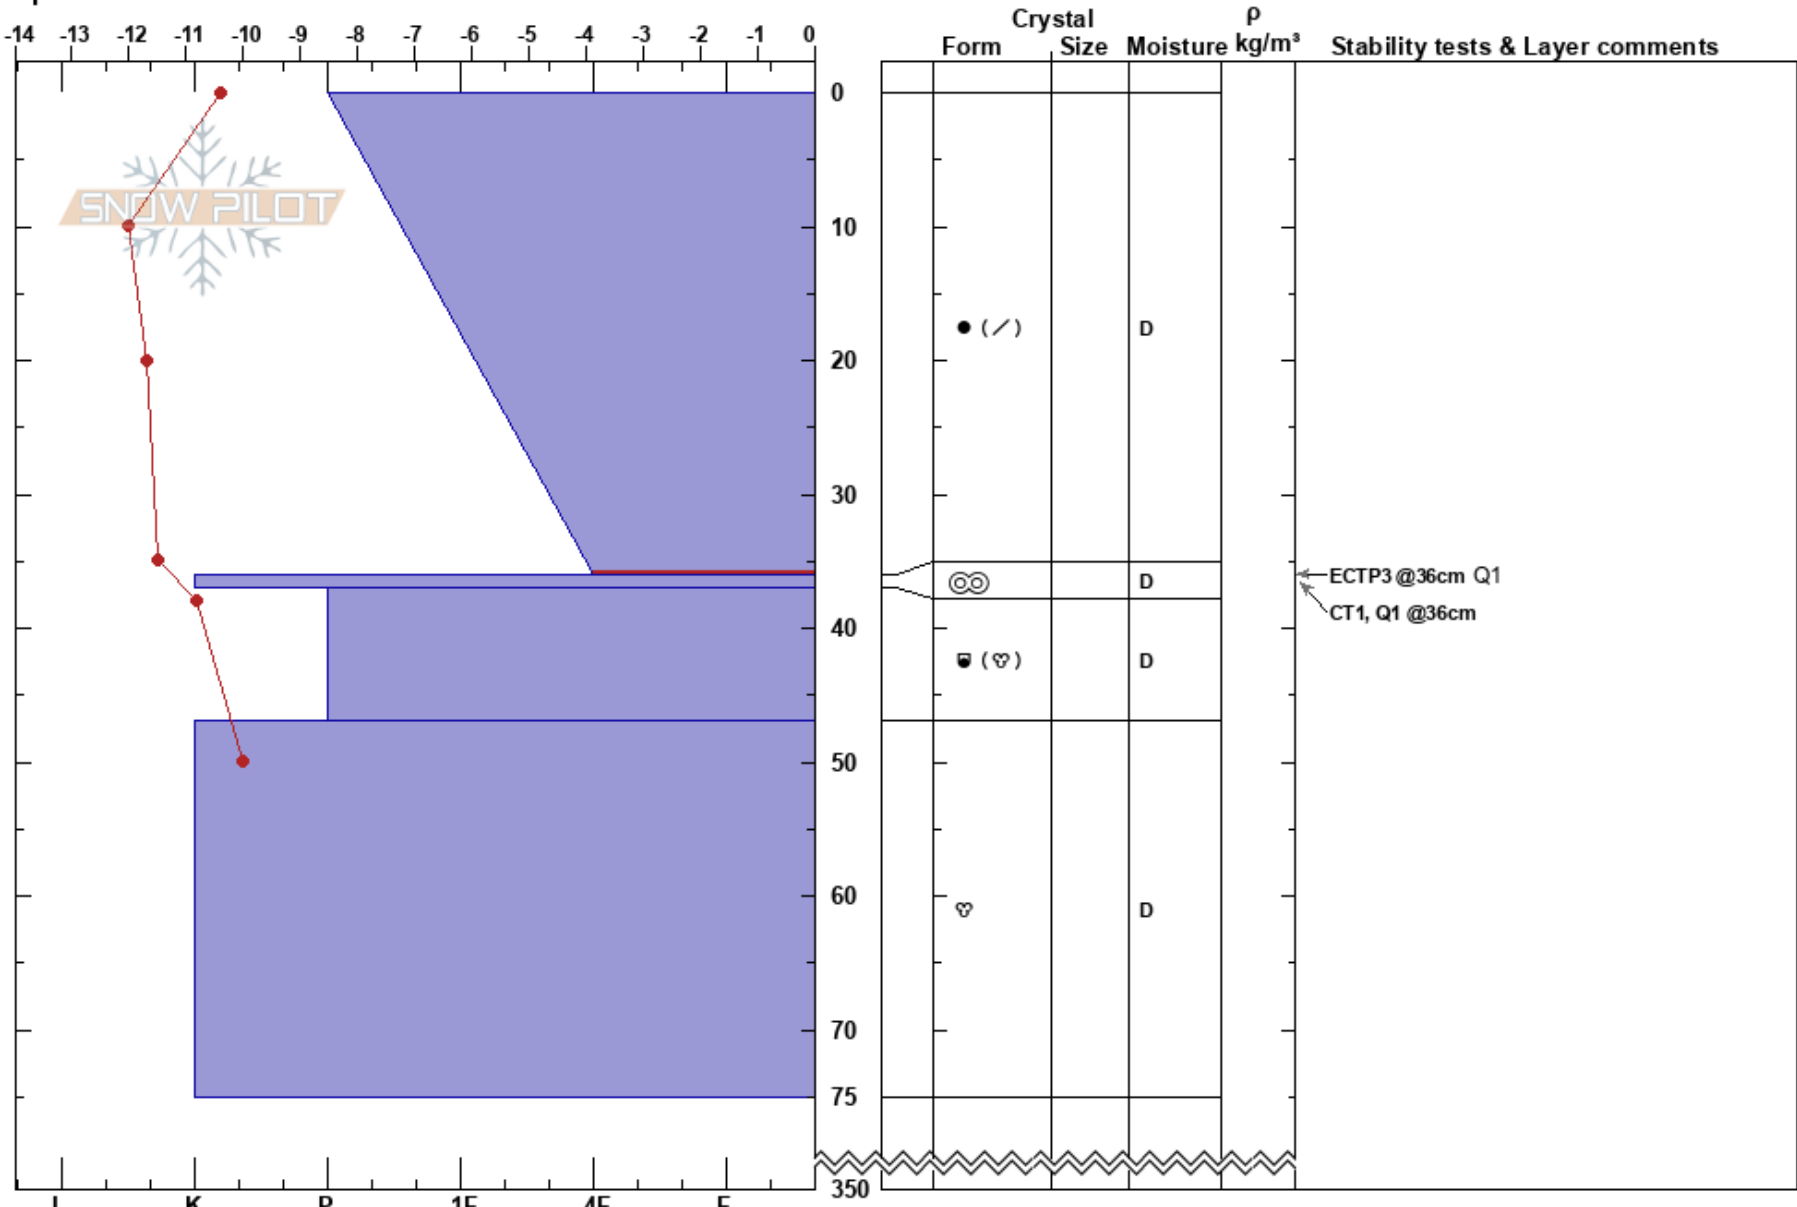 -14 -13 -12 -11 -10 -9 -8 -7 -6 -5 -4 -3 -2 -1 0
Crystal
Form Size Moisture
ρ
kg/m³
Stability tests & Layer comments
SNOW PILOT
0
10
20
30
40
50
60
70
75
350
● ( / ) D
D
D
D
ECTP3 @36cm Q1
CT1, Q1 @36cm
I K P 1F 4F F